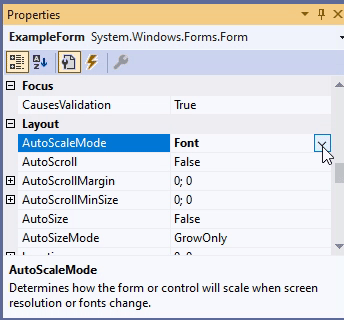 Properties
ExampleForm System.Windows.Forms.Form
Focus
CausesValidation True
Layout
AutoScaleMode Font
AutoScroll False
AutoScrollMargin 0; 0
AutoScrollMinSize 0; 0
AutoSize False
AutoSizeMode GrowOnly
AutoScaleMode
Determines how the form or control will scale when screen
resolution or fonts change.